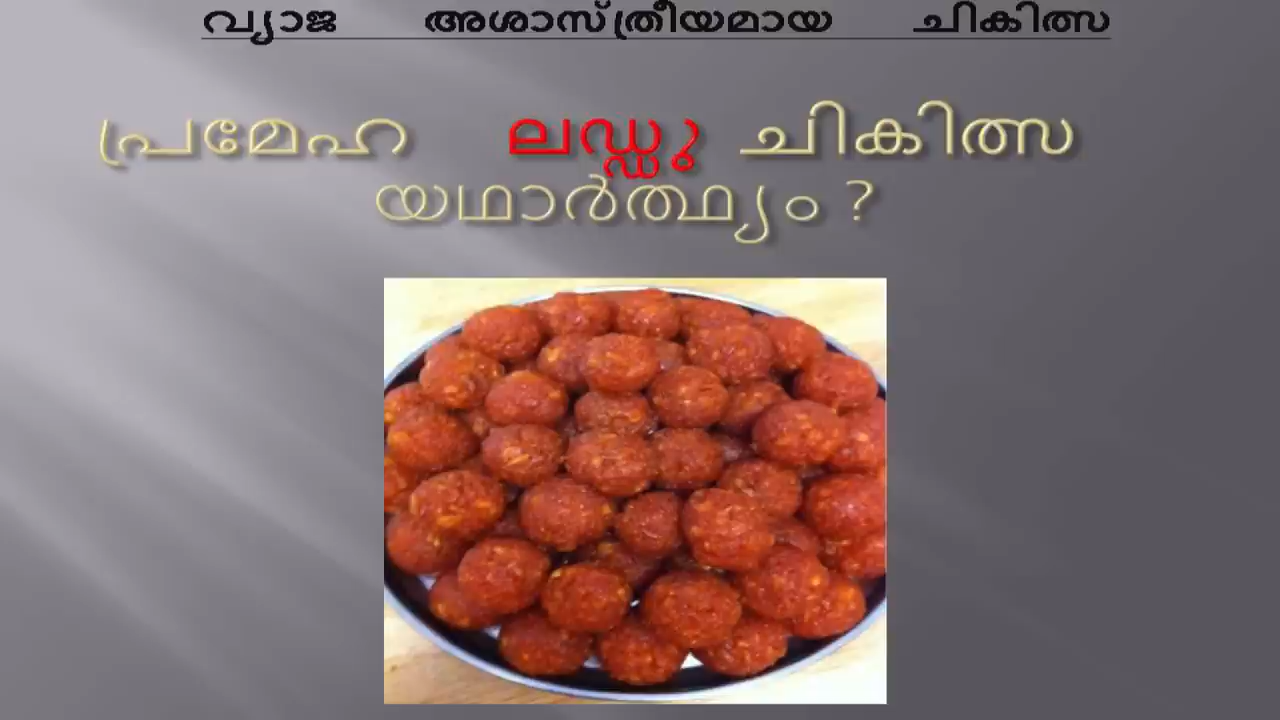 വ്യാജ അശാസ്ത്രീയമായ ചികിത്സ
പ്രമേഹ ലഡ്ഡു ചികിത്സ
യഥാർത്ഥ്യം ?